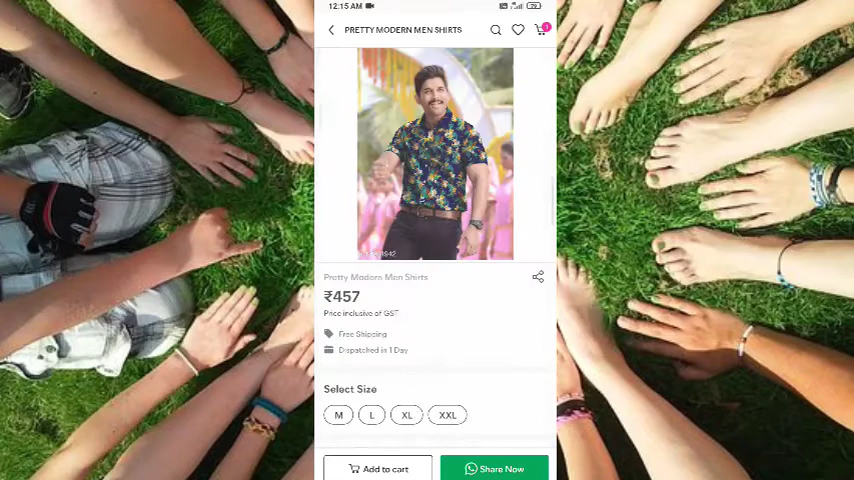 12:15 AM
PRETTY MODERN MEN SHIRTS
1
Pretty Modern Men Shirts
₹457
Price inclusive of GST
Free Shipping
Dispatched in 1 Day
Select Size
M L XL XXL
Add to cart
Share Now